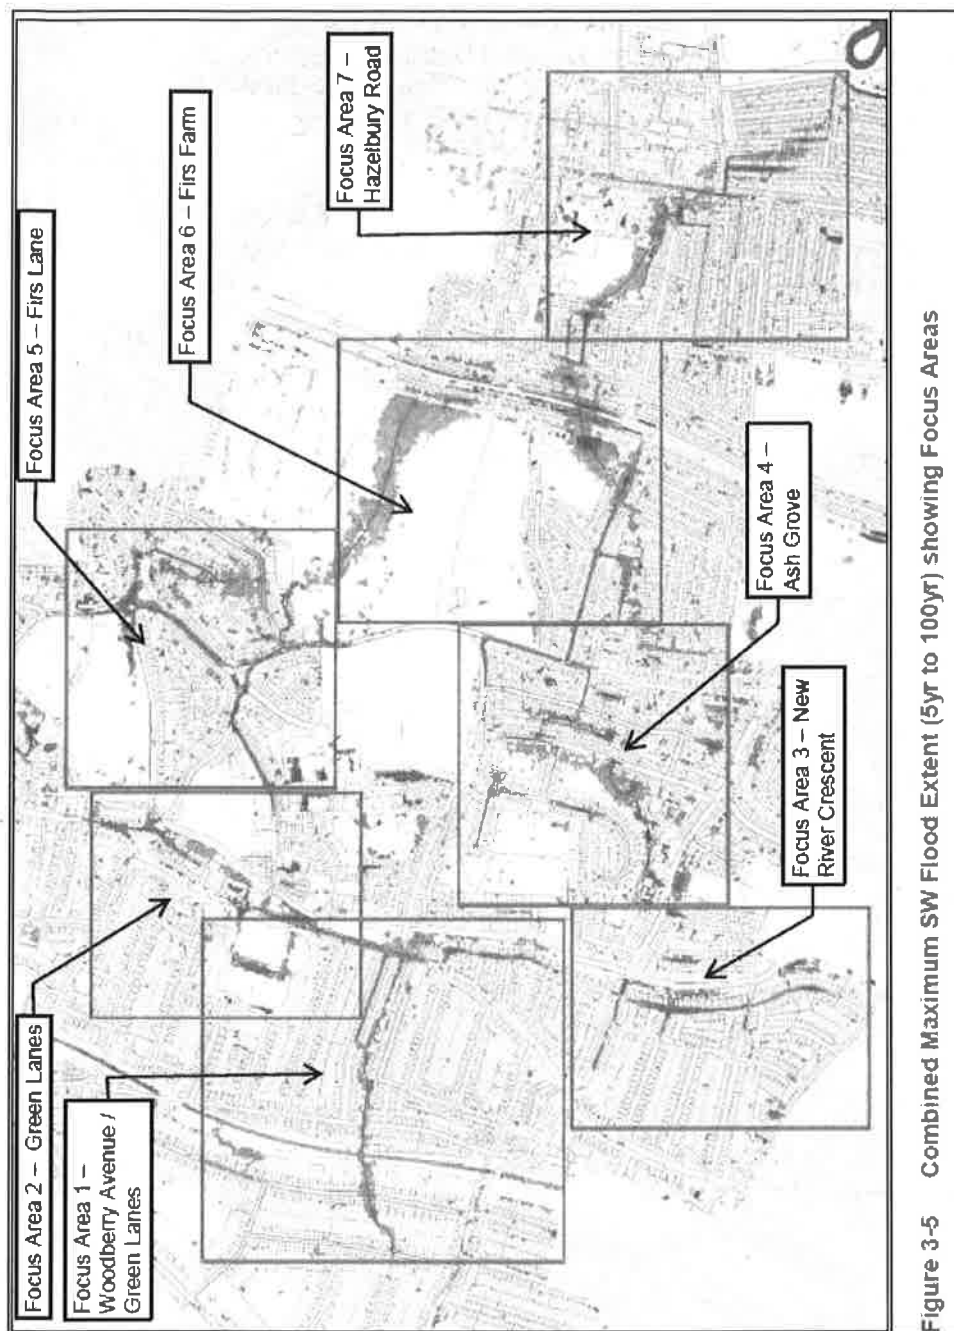 Focus Area 2 – Green Lanes
Focus Area 1 –
Woodberry Avenue /
Green Lanes
Focus Area 5 – Firs Lane
Focus Area 6 – Firs Farm
Focus Area 7 –
Hazelbury Road
Focus Area 4 –
Ash Grove
Focus Area 3 – New
River Crescent
Figure 3-5 Combined Maximum SW Flood Extent (5yr to 100yr) showing Focus Areas